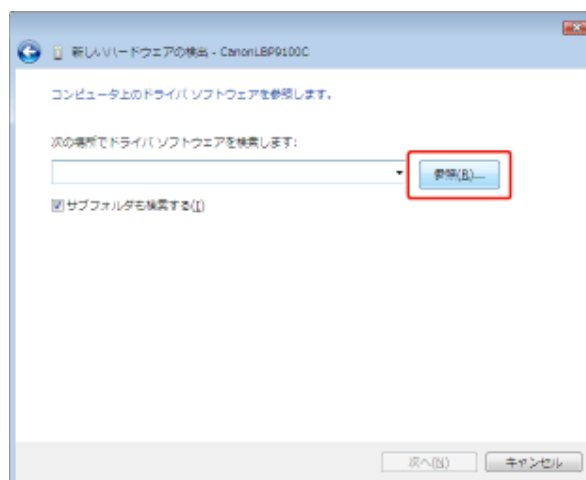 新しいハードウェアの検出 - CanonLBP9100C
コンピュータ上のドライバ ソフトウェアを参照します。
次の場所でドライバ ソフトウェアを検索します:
参照(R)...
サブフォルダも検索する(I)
次へ(N)
キャンセル